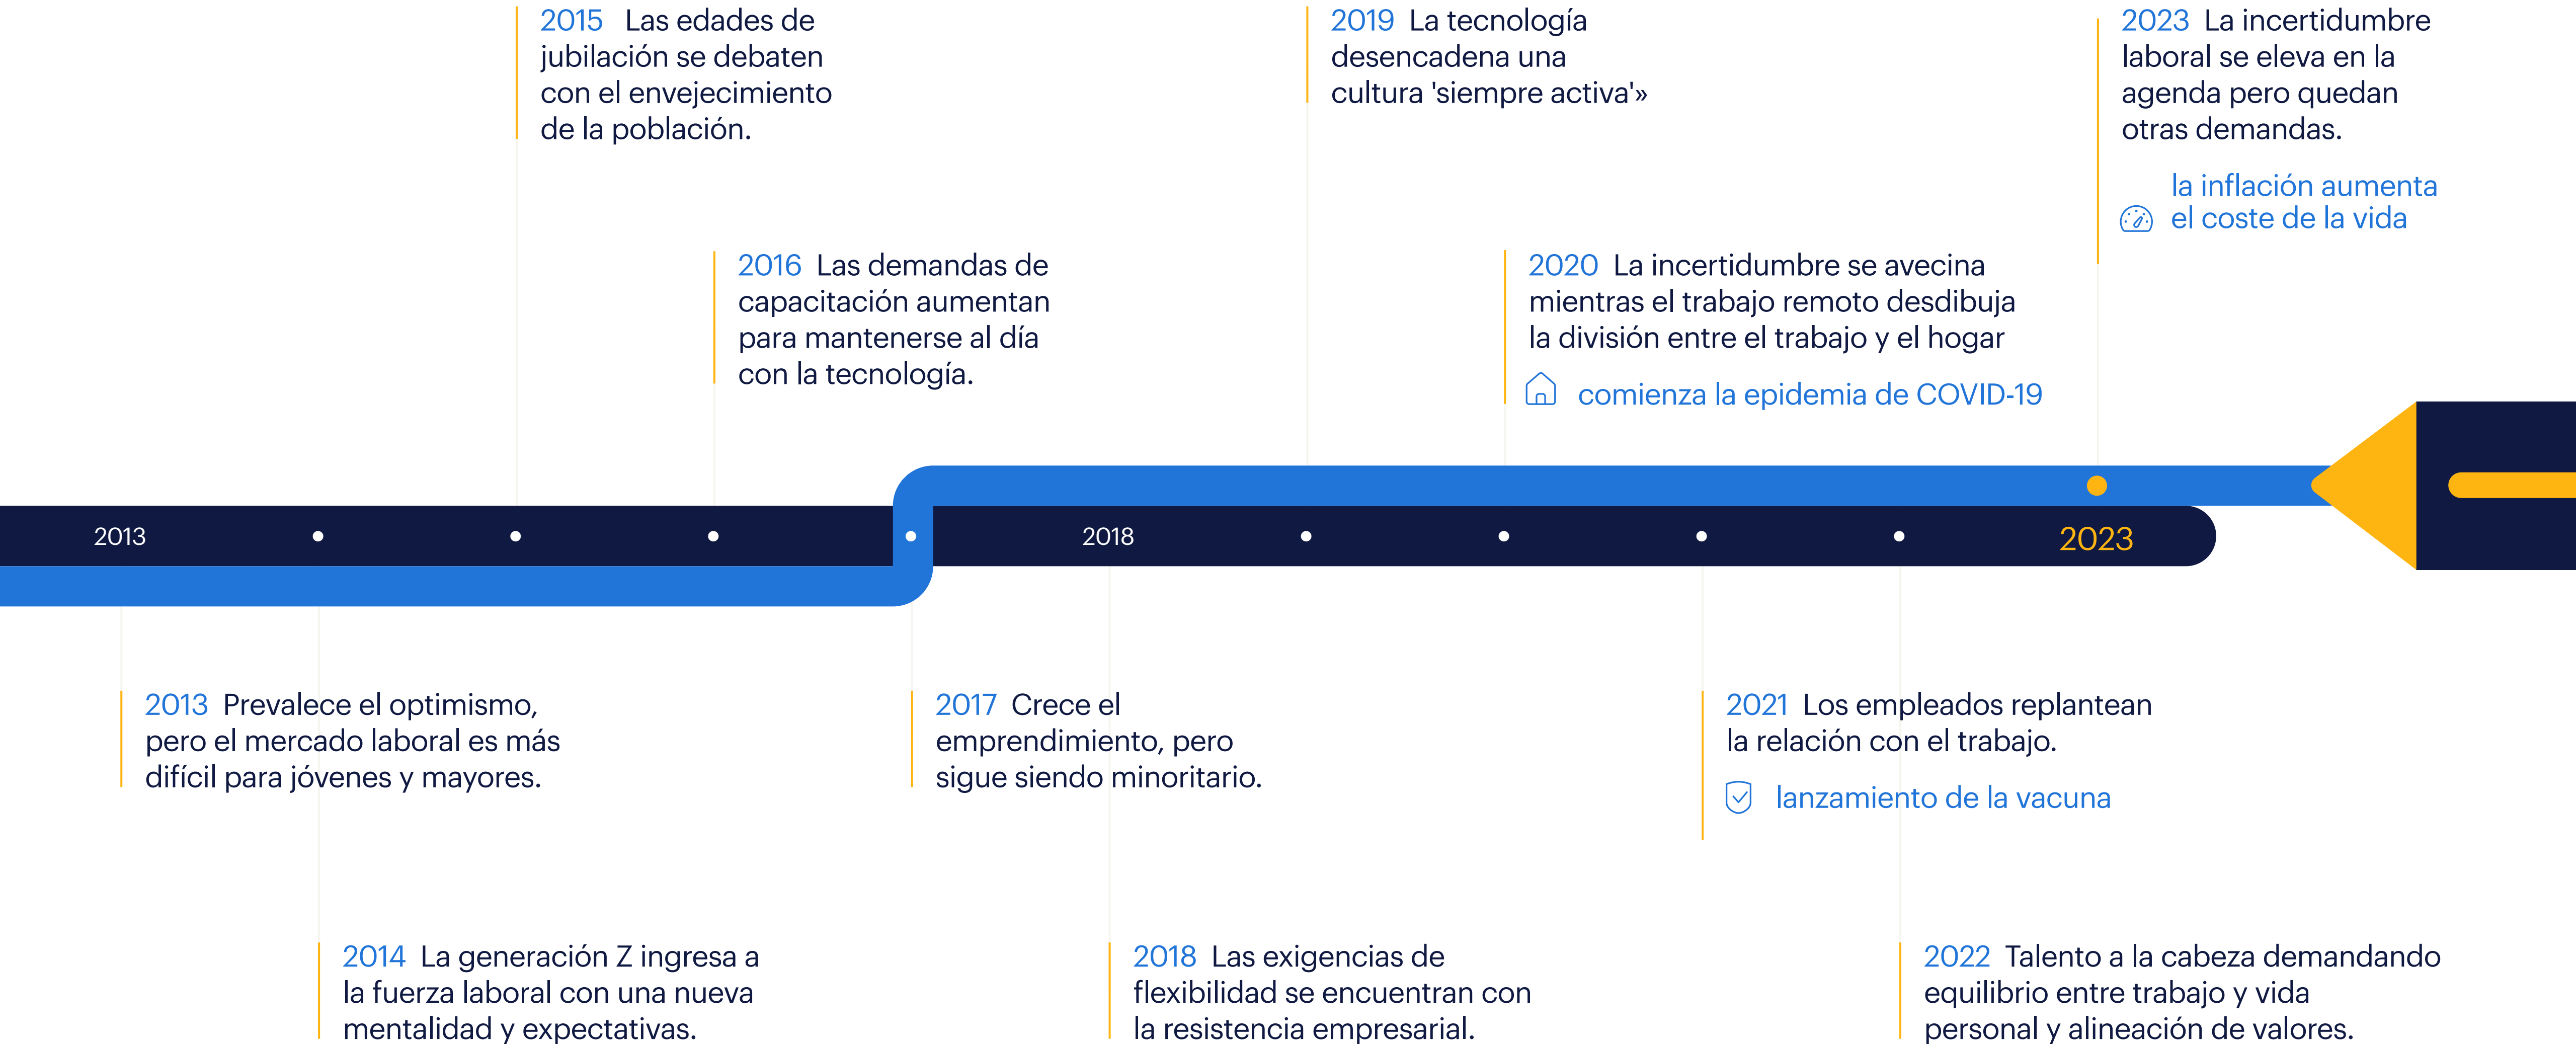 2015 Las edades de
jubilación se debaten
con el envejecimiento
de la población.
2019 La tecnología
desencadena una
cultura 'siempre activa'»
2023 La incertidumbre
laboral se eleva en la
agenda pero quedan
otras demandas.
la inflación aumenta
el coste de la vida
2016 Las demandas de
capacitación aumentan
para mantenerse al día
con la tecnología.
2020 La incertidumbre se avecina
mientras el trabajo remoto desdibuja
la división entre el trabajo y el hogar
comienza la epidemia de COVID-19
2013
2018
2023
2013 Prevalece el optimismo,
pero el mercado laboral es más
difícil para jóvenes y mayores.
2017 Crece el
emprendimiento, pero
sigue siendo minoritario.
2021 Los empleados replantean
la relación con el trabajo.
lanzamiento de la vacuna
2014 La generación Z ingresa a
la fuerza laboral con una nueva
mentalidad y expectativas.
2018 Las exigencias de
flexibilidad se encuentran con
la resistencia empresarial.
2022 Talento a la cabeza demandando
equilibrio entre trabajo y vida
personal y alineación de valores.